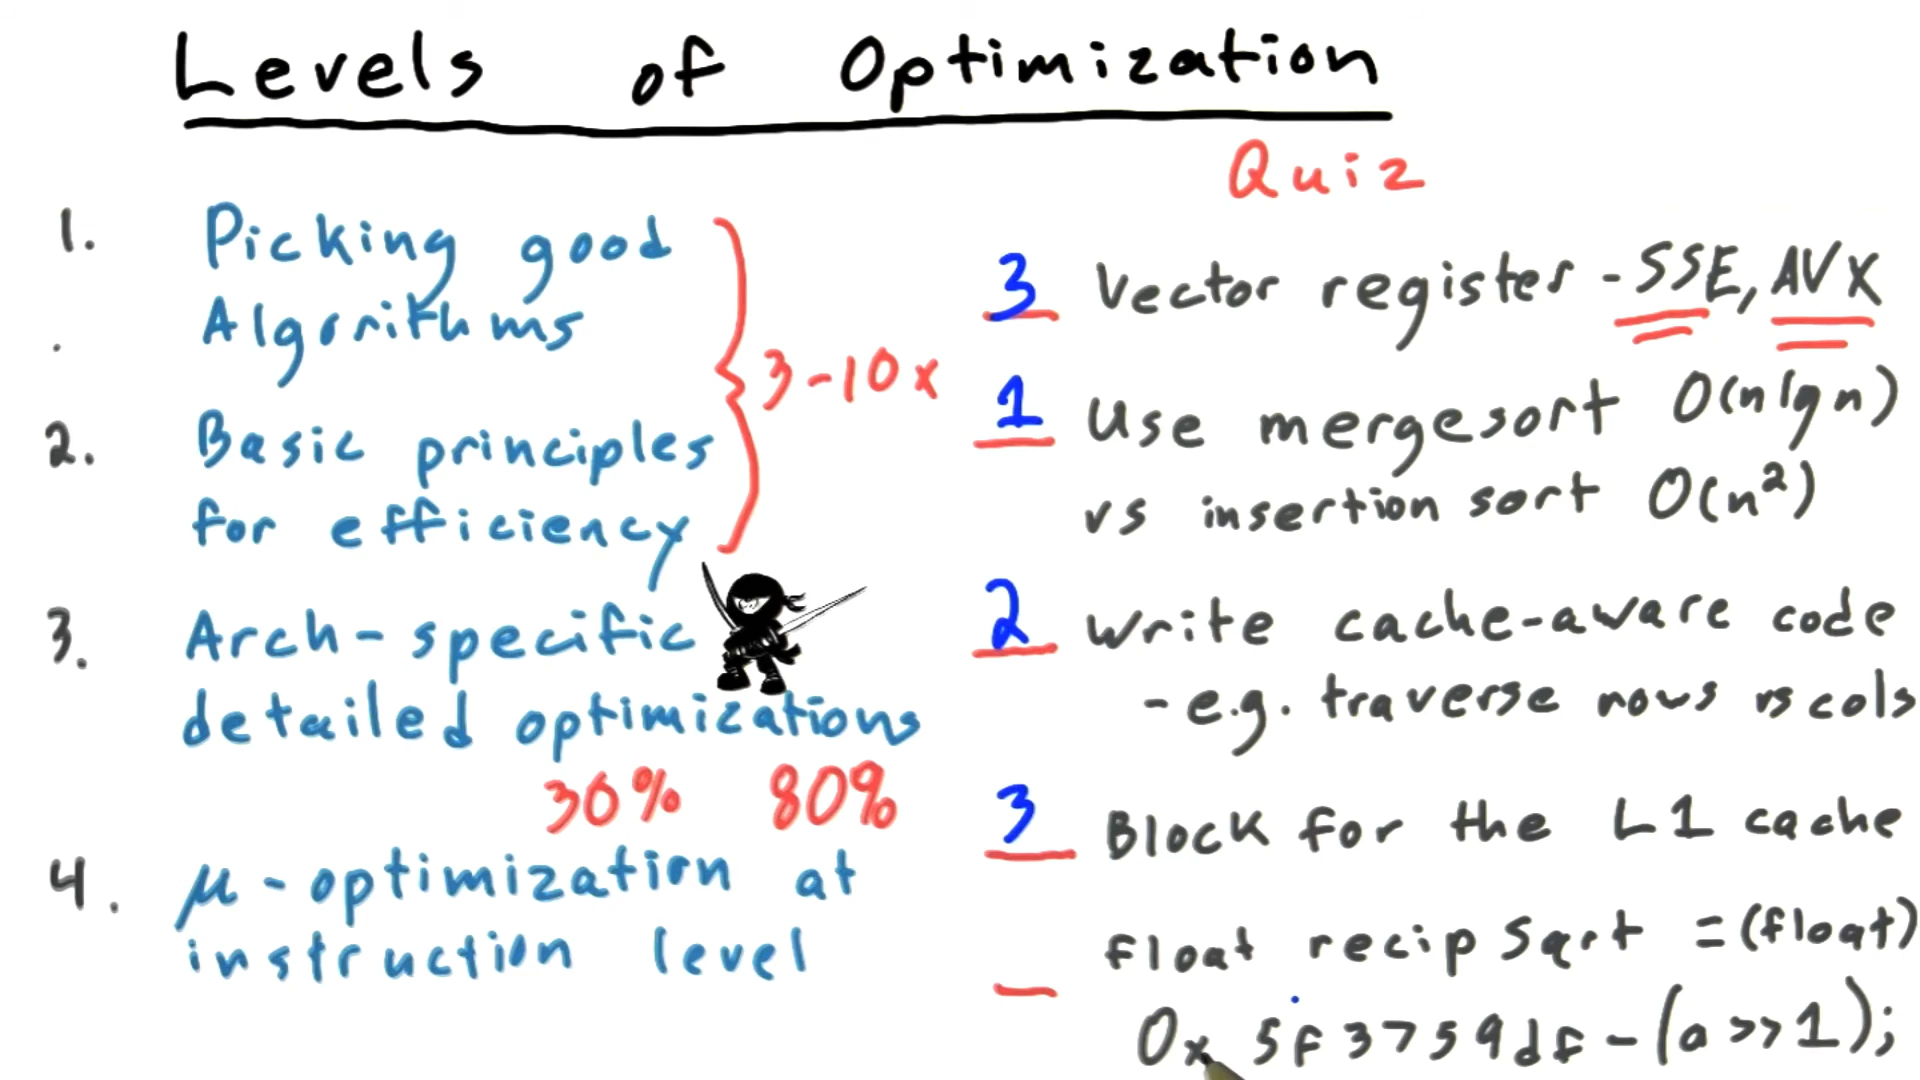 Levels of Optimization
Quiz
1. Picking good
Algorithms
.
2. Basic principles
for efficiency
3-10x
3. Arch-specific
detailed optimizations
30% 80%
4. μ-optimization at
instruction level
3 Vector register - SSE, AVX
1 Use mergesort O(n lg n)
vs insertion sort O(n²)
2 Write cache-aware code
- e.g. traverse rows vs cols
3 Block for the L1 cache
float recip Sqrt = (float)
0x 5f3759df - (a >> 1);